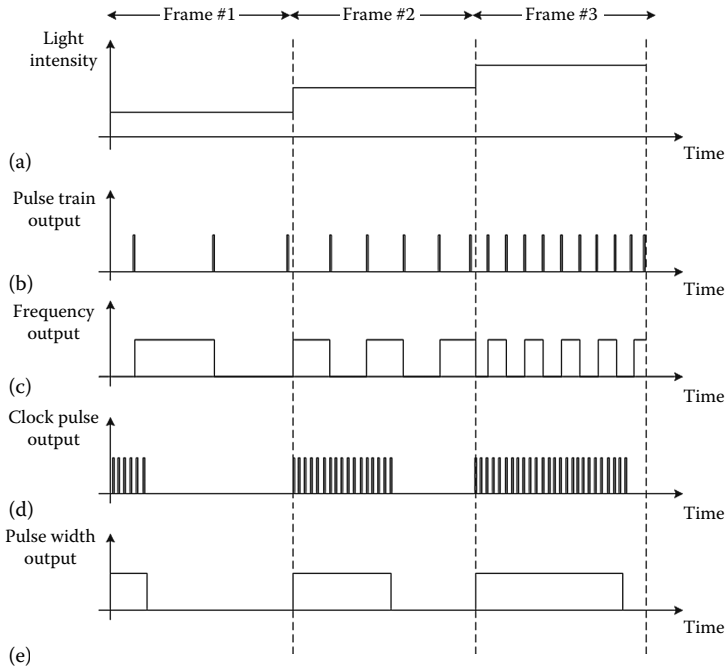 Frame #1 Frame #2 Frame #3
Light
intensity
Time
(a)
Pulse train
output
Time
(b)
Frequency
output
Time
(c)
Clock pulse
output
Time
(d)
Pulse width
output
Time
(e)